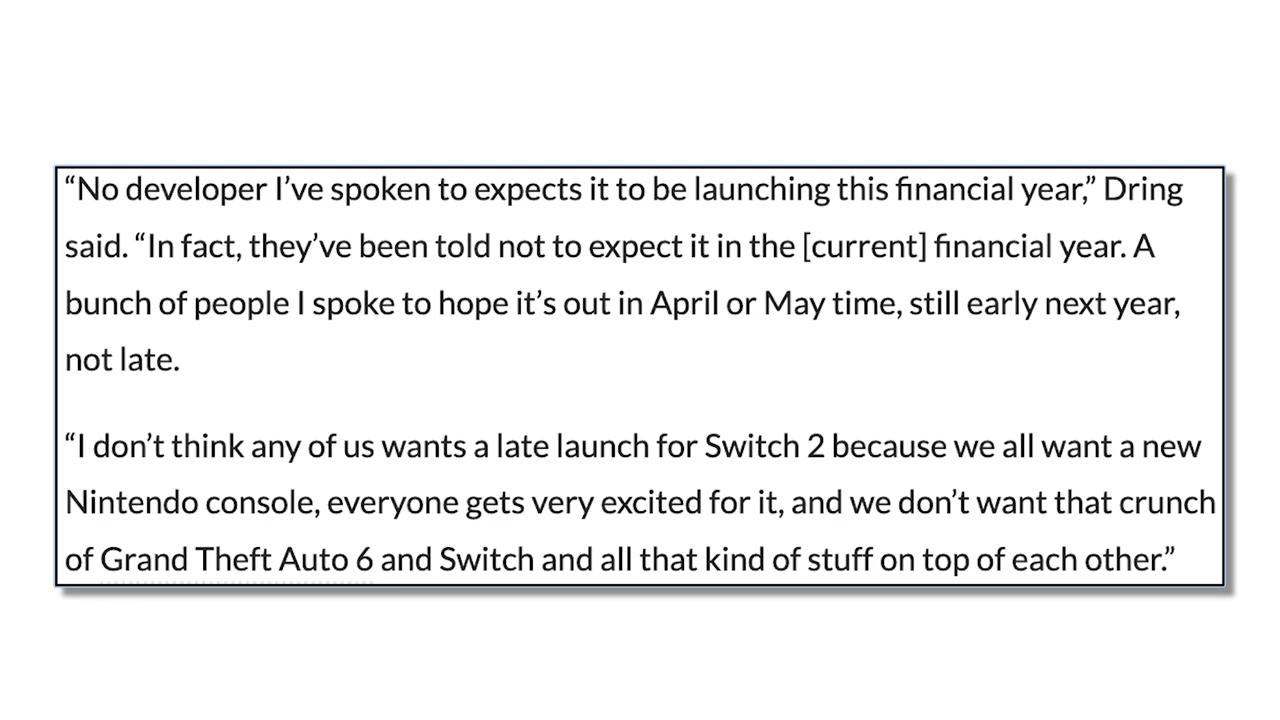 “No developer I’ve spoken to expects it to be launching this financial year,” Dring
said. “In fact, they’ve been told not to expect it in the [current] financial year. A
bunch of people I spoke to hope it’s out in April or May time, still early next year,
not late.
“I don’t think any of us wants a late launch for Switch 2 because we all want a new
Nintendo console, everyone gets very excited for it, and we don’t want that crunch
of Grand Theft Auto 6 and Switch and all that kind of stuff on top of each other.”